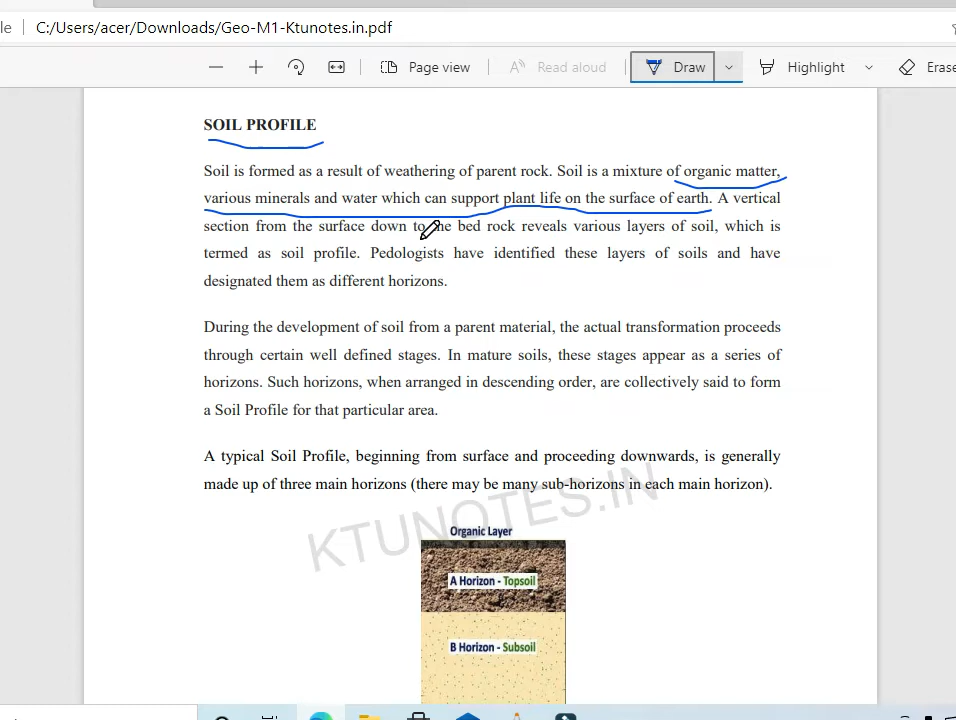 le C:/Users/acer/Downloads/Geo-M1-Ktunotes.in.pdf
Page view Read aloud Draw Highlight Erase
SOIL PROFILE
Soil is formed as a result of weathering of parent rock. Soil is a mixture of organic matter,
various minerals and water which can support plant life on the surface of earth. A vertical
section from the surface down to the bed rock reveals various layers of soil, which is
termed as soil profile. Pedologists have identified these layers of soils and have
designated them as different horizons.
During the development of soil from a parent material, the actual transformation proceeds
through certain well defined stages. In mature soils, these stages appear as a series of
horizons. Such horizons, when arranged in descending order, are collectively said to form
a Soil Profile for that particular area.
A typical Soil Profile, beginning from surface and proceeding downwards, is generally
made up of three main horizons (there may be many sub-horizons in each main horizon).
KTUNOTES.IN
Organic Layer
A Horizon - Topsoil
B Horizon - Subsoil